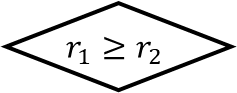 r₁ ≥ r₂